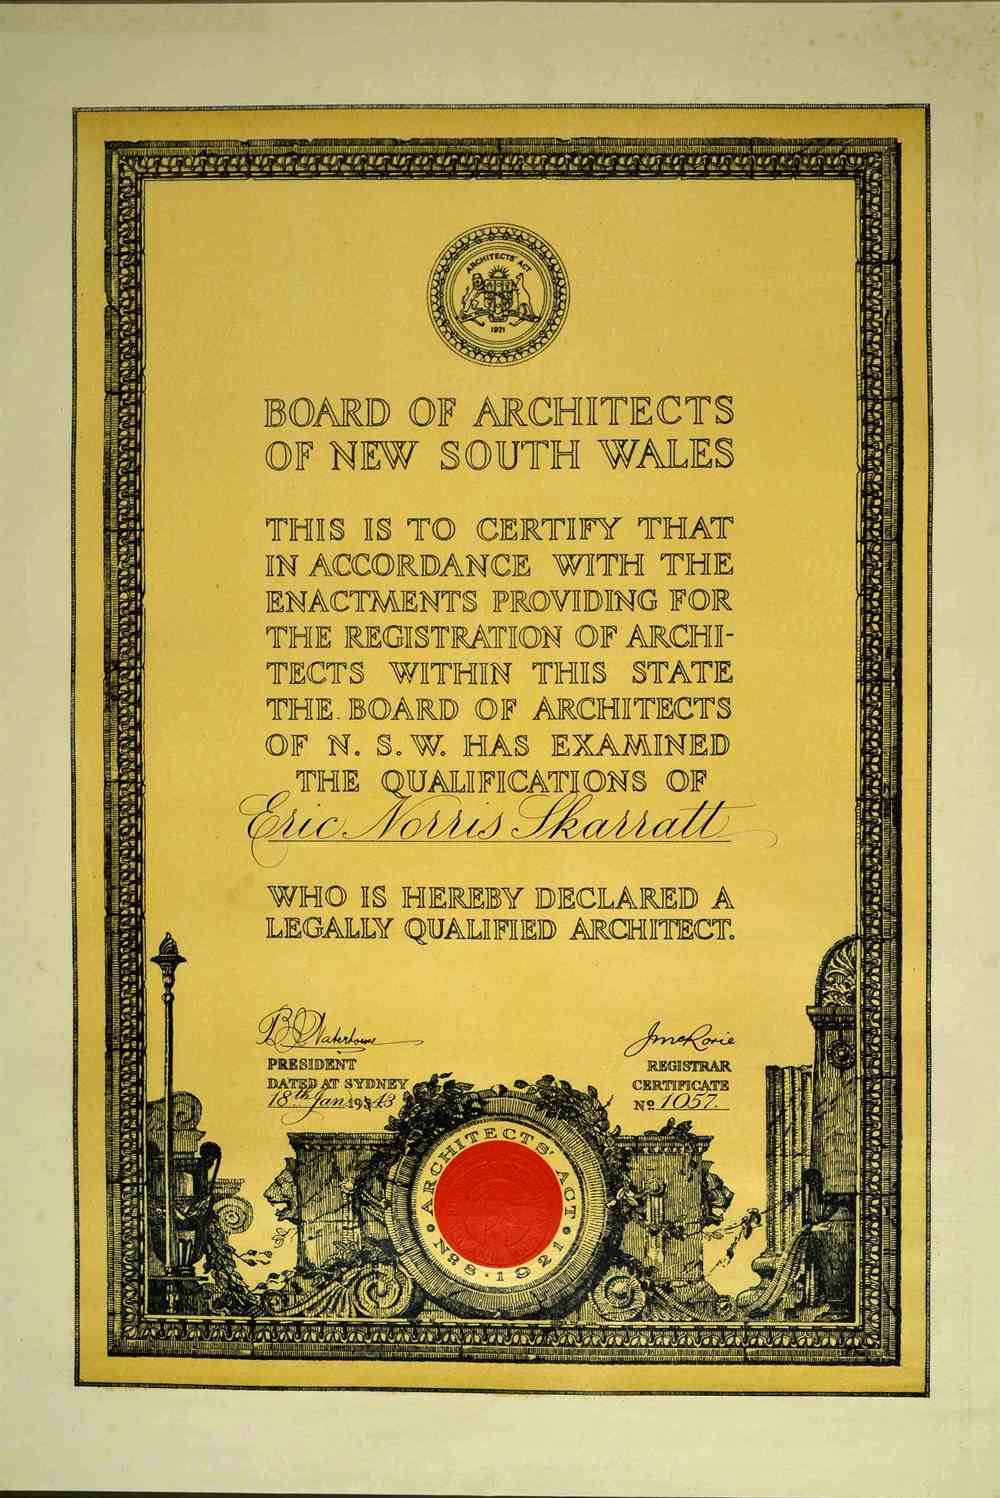 ARCHITECTS' ACT
1921
BOARD OF ARCHITECTS
OF NEW SOUTH WALES
THIS IS TO CERTIFY THAT
IN ACCORDANCE WITH THE
ENACTMENTS PROVIDING FOR
THE REGISTRATION OF ARCHI-
TECTS WITHIN THIS STATE
THE BOARD OF ARCHITECTS
OF N. S. W. HAS EXAMINED
THE QUALIFICATIONS OF
Eric Norris Skarratt
WHO IS HEREBY DECLARED A
LEGALLY QUALIFIED ARCHITECT.
B J Waterhouse
PRESIDENT
DATED AT SYDNEY
18th Jan 1943
REGISTRAR
CERTIFICATE
No 1057.
ARCHITECTS' ACT
No 8 · 1921